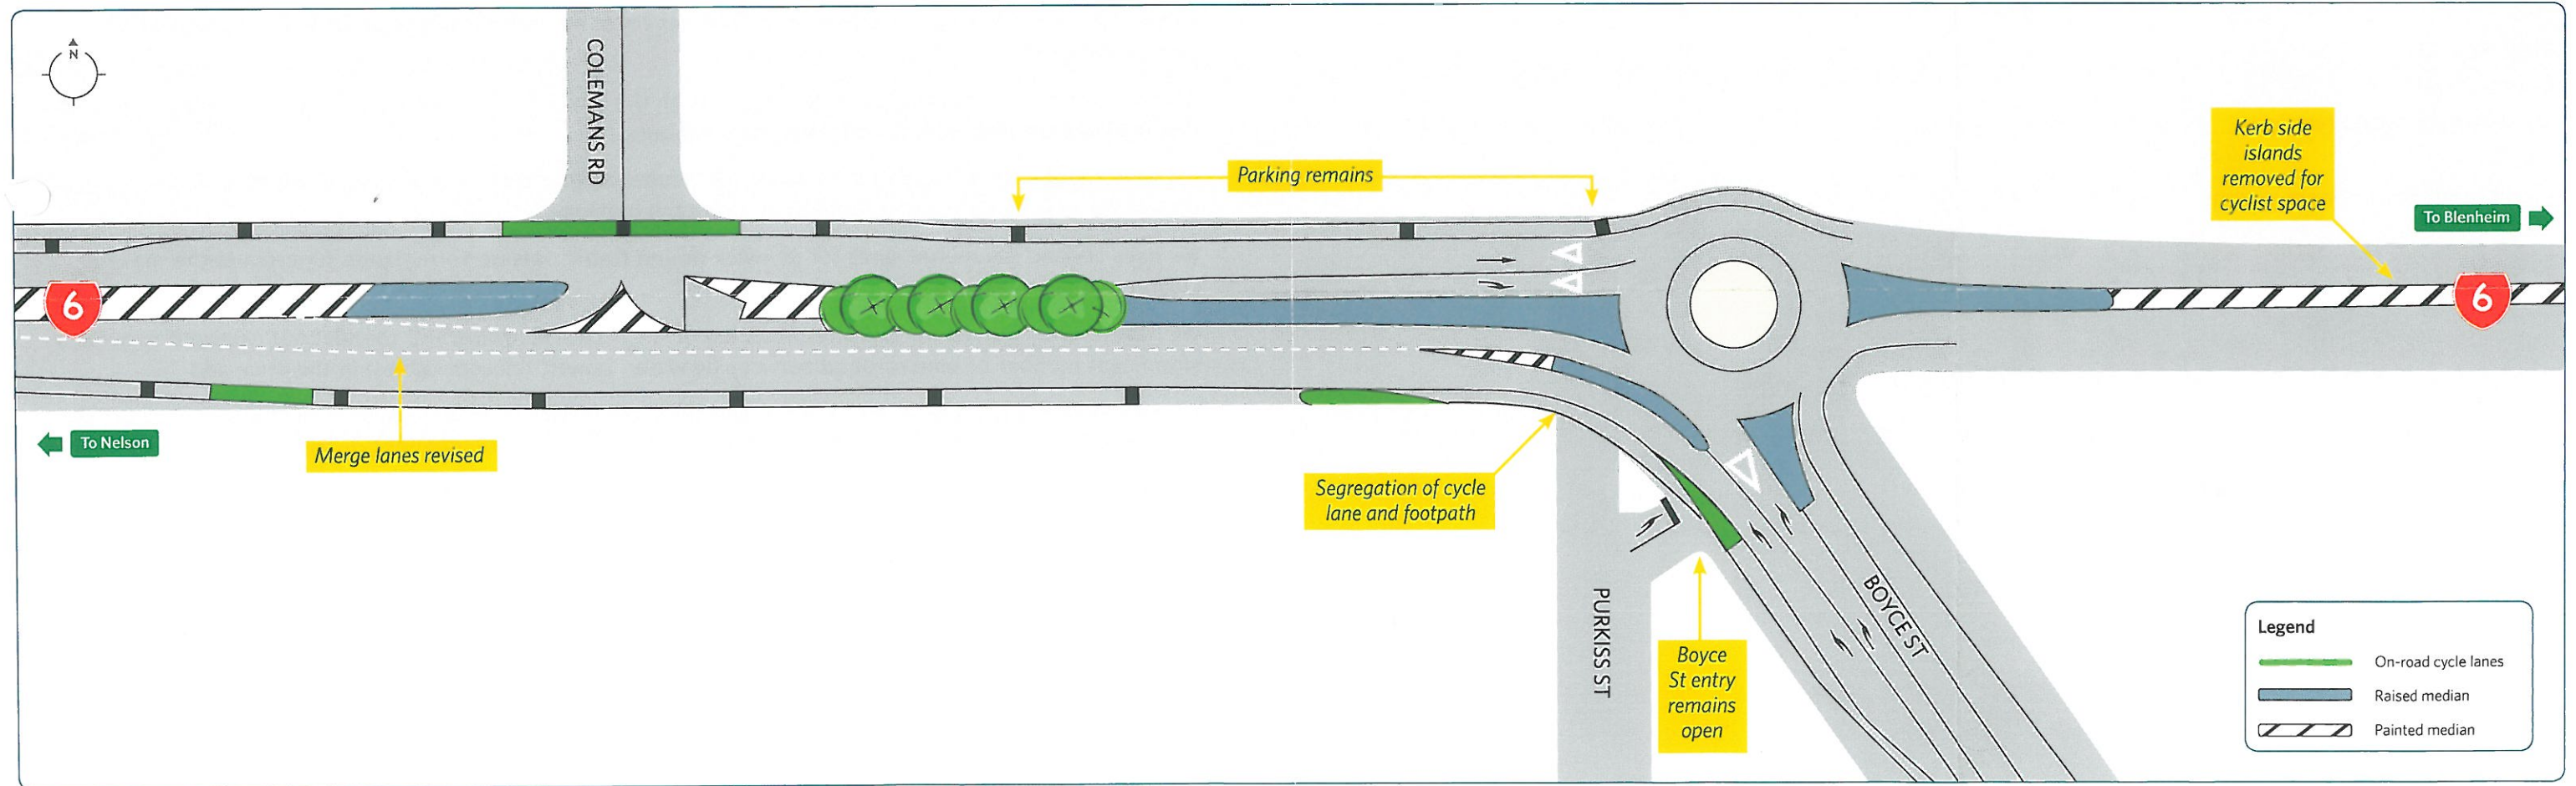 N
COLEMANS RD
Parking remains
Kerb side
islands
removed for
cyclist space
To Blenheim
6
6
To Nelson
Merge lanes revised
Segregation of cycle
lane and footpath
PURKISS ST
Boyce
St entry
remains
open
BOYCE ST
Legend
On-road cycle lanes
Raised median
Painted median